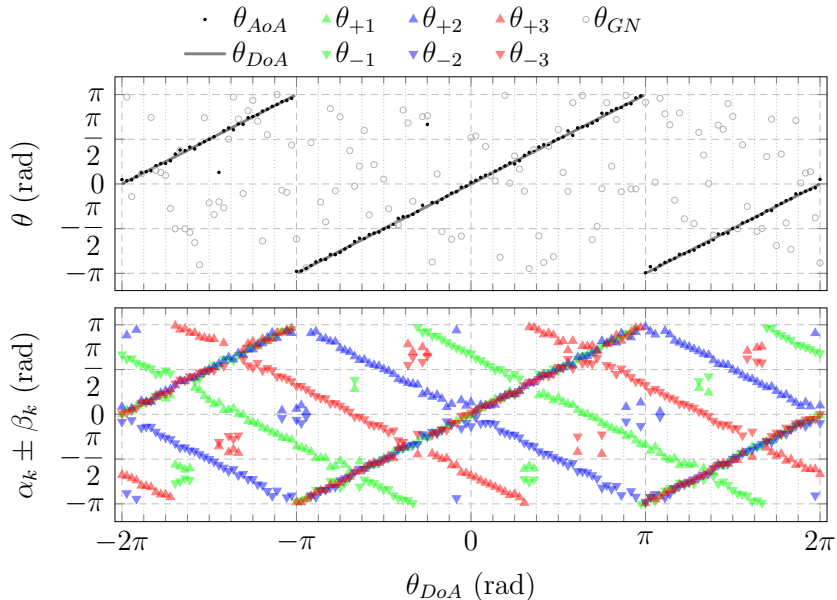 θ_AoA θ_+1 θ_+2 θ_+3 θ_GN
θ_DoA θ_−1 θ_−2 θ_−3
π
π/2
0
−π/2
−π
θ (rad)
π
π/2
0
−π/2
−π
α_k ± β_k (rad)
−2π −π 0 π 2π
θ_DoA (rad)